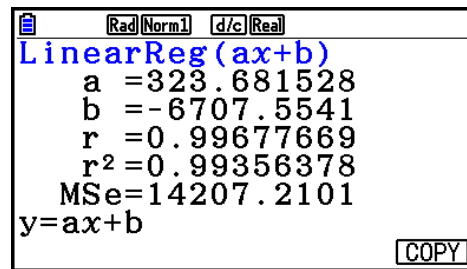 Rad Norm1 d/c Real
LinearReg(ax+b)
a =323.681528
b =-6707.5541
r =0.99677669
r²=0.99356378
MSe=14207.2101
y=ax+b
COPY